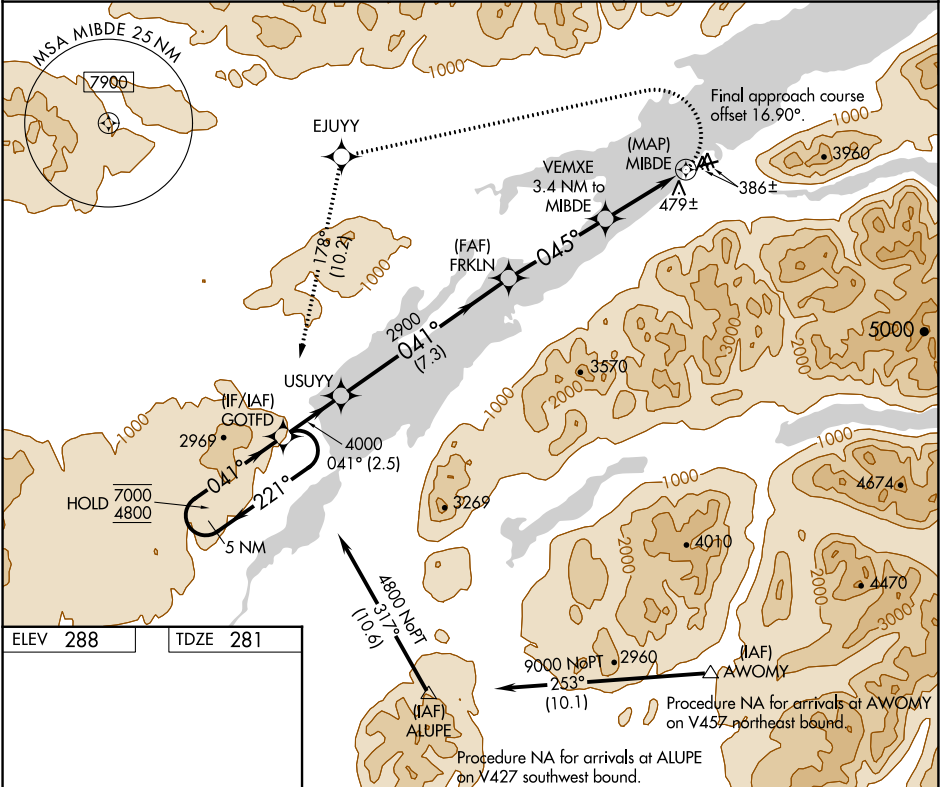 MSA MIBDE 25 NM
7900
1000
EJUYY
Final approach course
offset 16.90°.
1000
3960
(MAP)
MIBDE
VEMXE
3.4 NM to
MIBDE
386±
479±
178°
(10.2)
1000
(FAF)
FRKLN
045°
2900
041°
(7.3)
3000
2000
5000
3570
2000
1000
USUYY
(IF/IAF)
GOTFD
1000
2969
4000
041° (2.5)
041°
221°
HOLD
7000
4800
5 NM
3269
1000
1000
4674
4010
2000
2000
4470
3000
4800 NoPT
317°
(10.6)
ELEV 288
TDZE 281
9000 NoPT
253°
(10.1)
2960
(IAF)
AWOMY
(IAF)
ALUPE
Procedure NA for arrivals at AWOMY
on V457 northeast bound.
Procedure NA for arrivals at ALUPE
on V427 southwest bound.